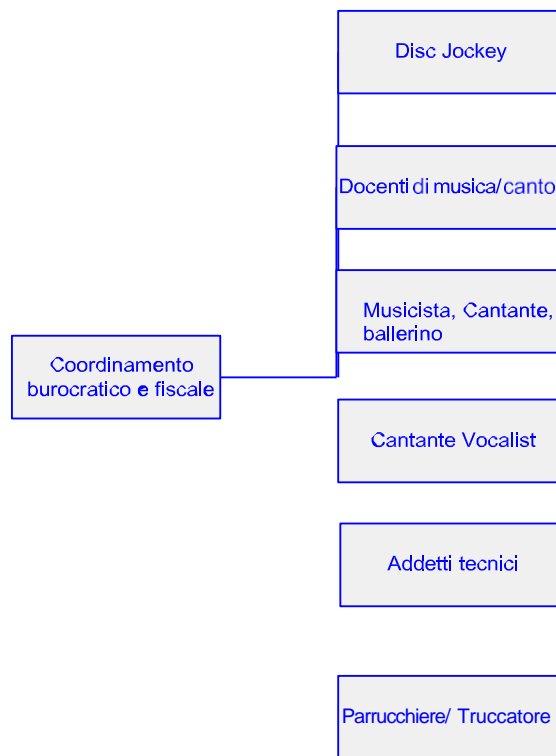 Disc Jockey
Docenti di musica/canto
Musicista, Cantante,
ballerino
Coordinamento
burocratico e fiscale
Cantante Vocalist
Addetti tecnici
Parrucchiere/ Truccatore